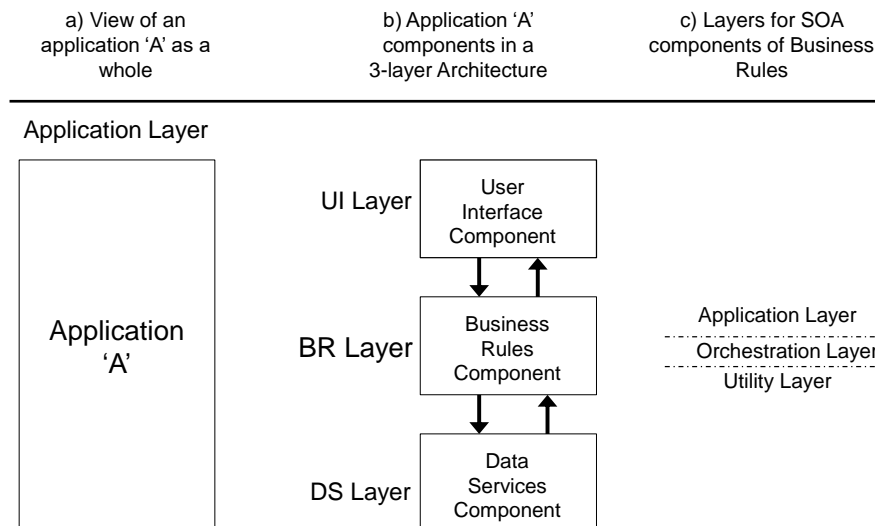 a) View of an
application ‘A’ as a
whole
b) Application ‘A’
components in a
3-layer Architecture
c) Layers for SOA
components of Business
Rules
Application Layer
Application
‘A’
UI Layer
User
Interface
Component
BR Layer
Business
Rules
Component
DS Layer
Data
Services
Component
Application Layer
Orchestration Layer
Utility Layer